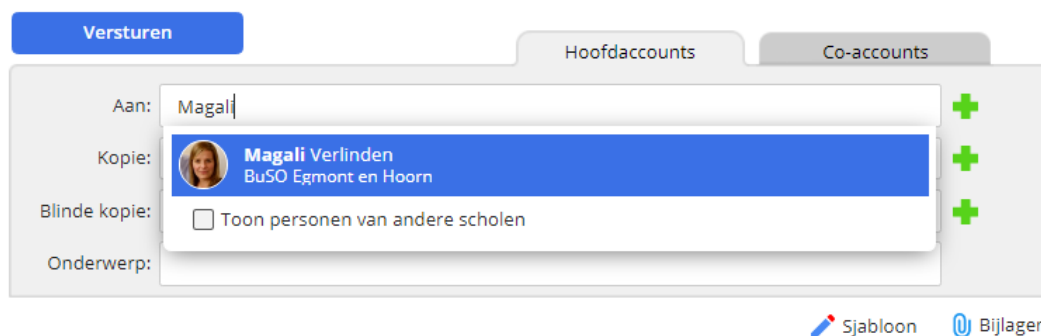 Versturen
Hoofdaccounts
Co-accounts
Aan:
Magali
Kopie:
Magali Verlinden
BuSO Egmont en Hoorn
Blinde kopie:
Toon personen van andere scholen
Onderwerp:
Sjabloon
Bijlagen